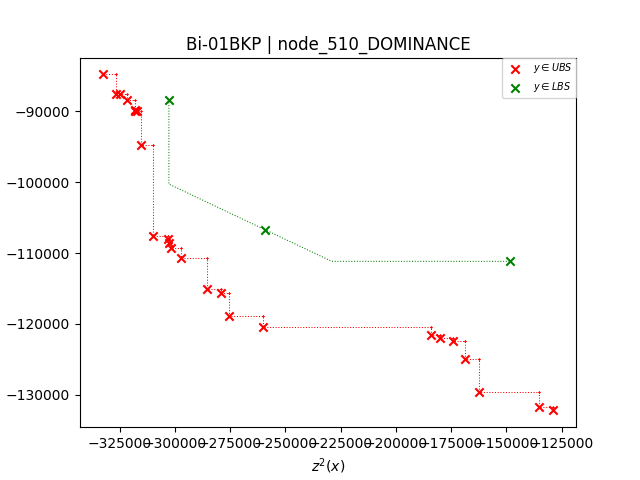 Bi-01BKP | node_510_DOMINANCE
y ∈ UBS
y ∈ LBS
−90000
−100000
−110000
−120000
−130000
−325000 −300000 −275000 −250000 −225000 −200000 −175000 −150000 −125000
z²(x)